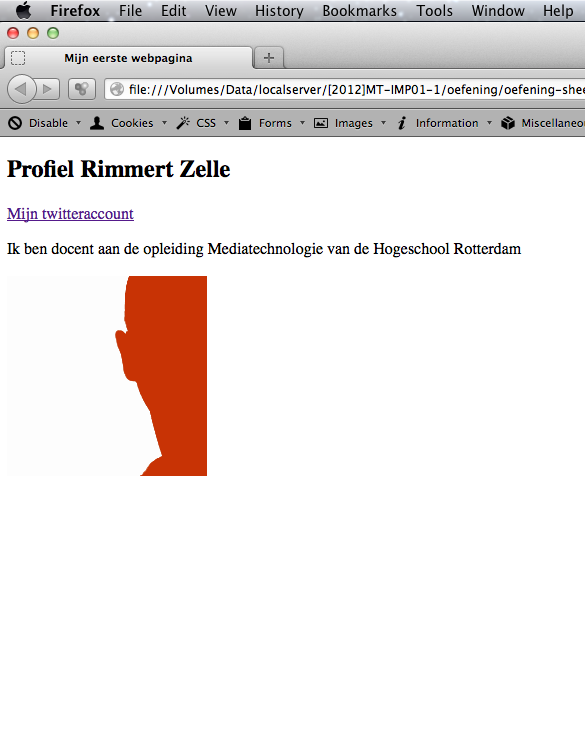 Firefox File Edit View History Bookmarks Tools Window Help
Mijn eerste webpagina
file:///Volumes/Data/localserver/[2012]MT-IMP01-1/oefening/oefening-shee
Disable Cookies CSS Forms Images Information Miscellaneo
Profiel Rimmert Zelle
Mijn twitteraccount
Ik ben docent aan de opleiding Mediatechnologie van de Hogeschool Rotterdam